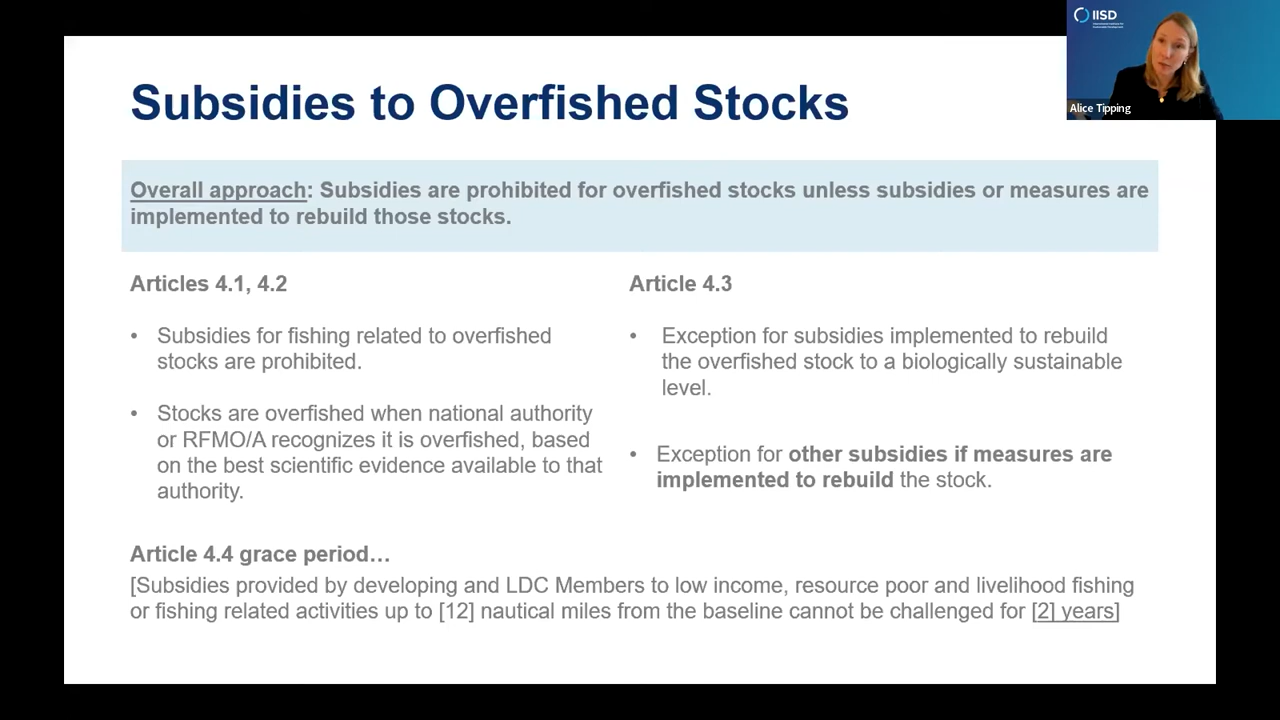 IISD
Alice Tipping
Subsidies to Overfished Stocks
Overall approach: Subsidies are prohibited for overfished stocks unless subsidies or measures are
implemented to rebuild those stocks.
Articles 4.1, 4.2
• Subsidies for fishing related to overfished
stocks are prohibited.
• Stocks are overfished when national authority
or RFMO/A recognizes it is overfished, based
on the best scientific evidence available to that
authority.
Article 4.3
• Exception for subsidies implemented to rebuild
the overfished stock to a biologically sustainable
level.
• Exception for other subsidies if measures are
implemented to rebuild the stock.
Article 4.4 grace period…
[Subsidies provided by developing and LDC Members to low income, resource poor and livelihood fishing
or fishing related activities up to [12] nautical miles from the baseline cannot be challenged for [2] years]